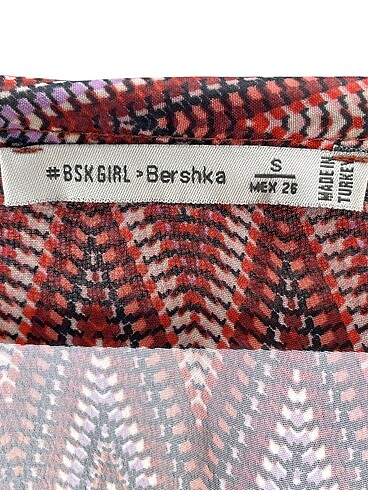 #BSKGIRL >Bershka
S
MEX 26
MADE IN
TURKEY